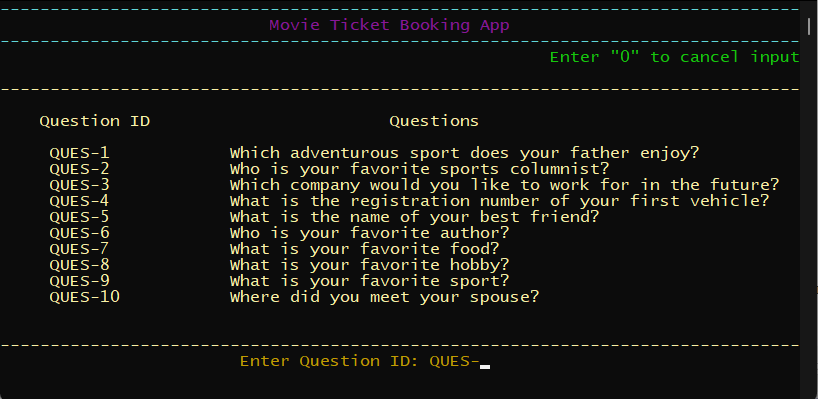 Movie Ticket Booking App
Enter "0" to cancel input
Question ID Questions
QUES-1 Which adventurous sport does your father enjoy?
QUES-2 Who is your favorite sports columnist?
QUES-3 Which company would you like to work for in the future?
QUES-4 What is the registration number of your first vehicle?
QUES-5 What is the name of your best friend?
QUES-6 Who is your favorite author?
QUES-7 What is your favorite food?
QUES-8 What is your favorite hobby?
QUES-9 What is your favorite sport?
QUES-10 Where did you meet your spouse?
Enter Question ID: QUES-